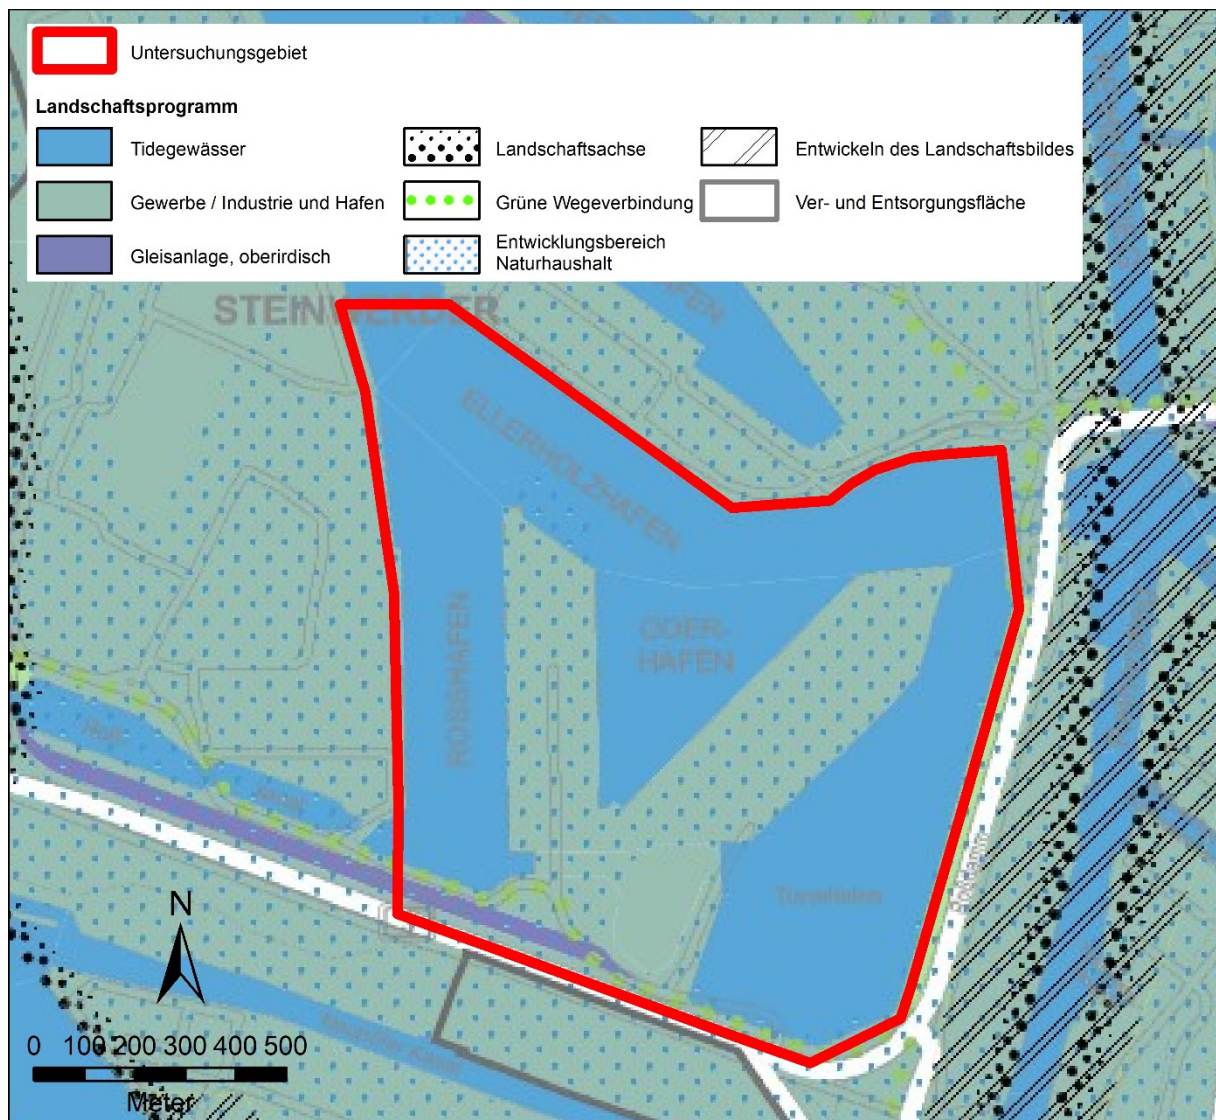 Untersuchungsgebiet
Landschaftsprogramm
Tidegewässer
Landschaftsachse
Entwickeln des Landschaftsbildes
Gewerbe / Industrie und Hafen
Grüne Wegeverbindung
Ver- und Entsorgungsfläche
Gleisanlage, oberirdisch
Entwicklungsbereich
Naturhaushalt
STEINWERDER
HAFEN
ELLERHOLZHAFEN
ODER-
HAFEN
ROSSHAFEN
N
0 100 200 300 400 500
Meter